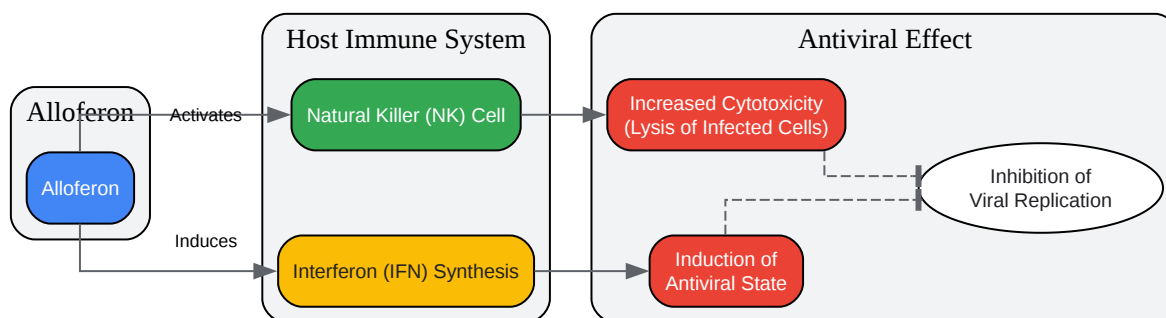 Alloferon
Alloferon
Activates
Induces
Host Immune System
Natural Killer (NK) Cell
Interferon (IFN) Synthesis
Antiviral Effect
Increased Cytotoxicity
(Lysis of Infected Cells)
Induction of
Antiviral State
Inhibition of
Viral Replication